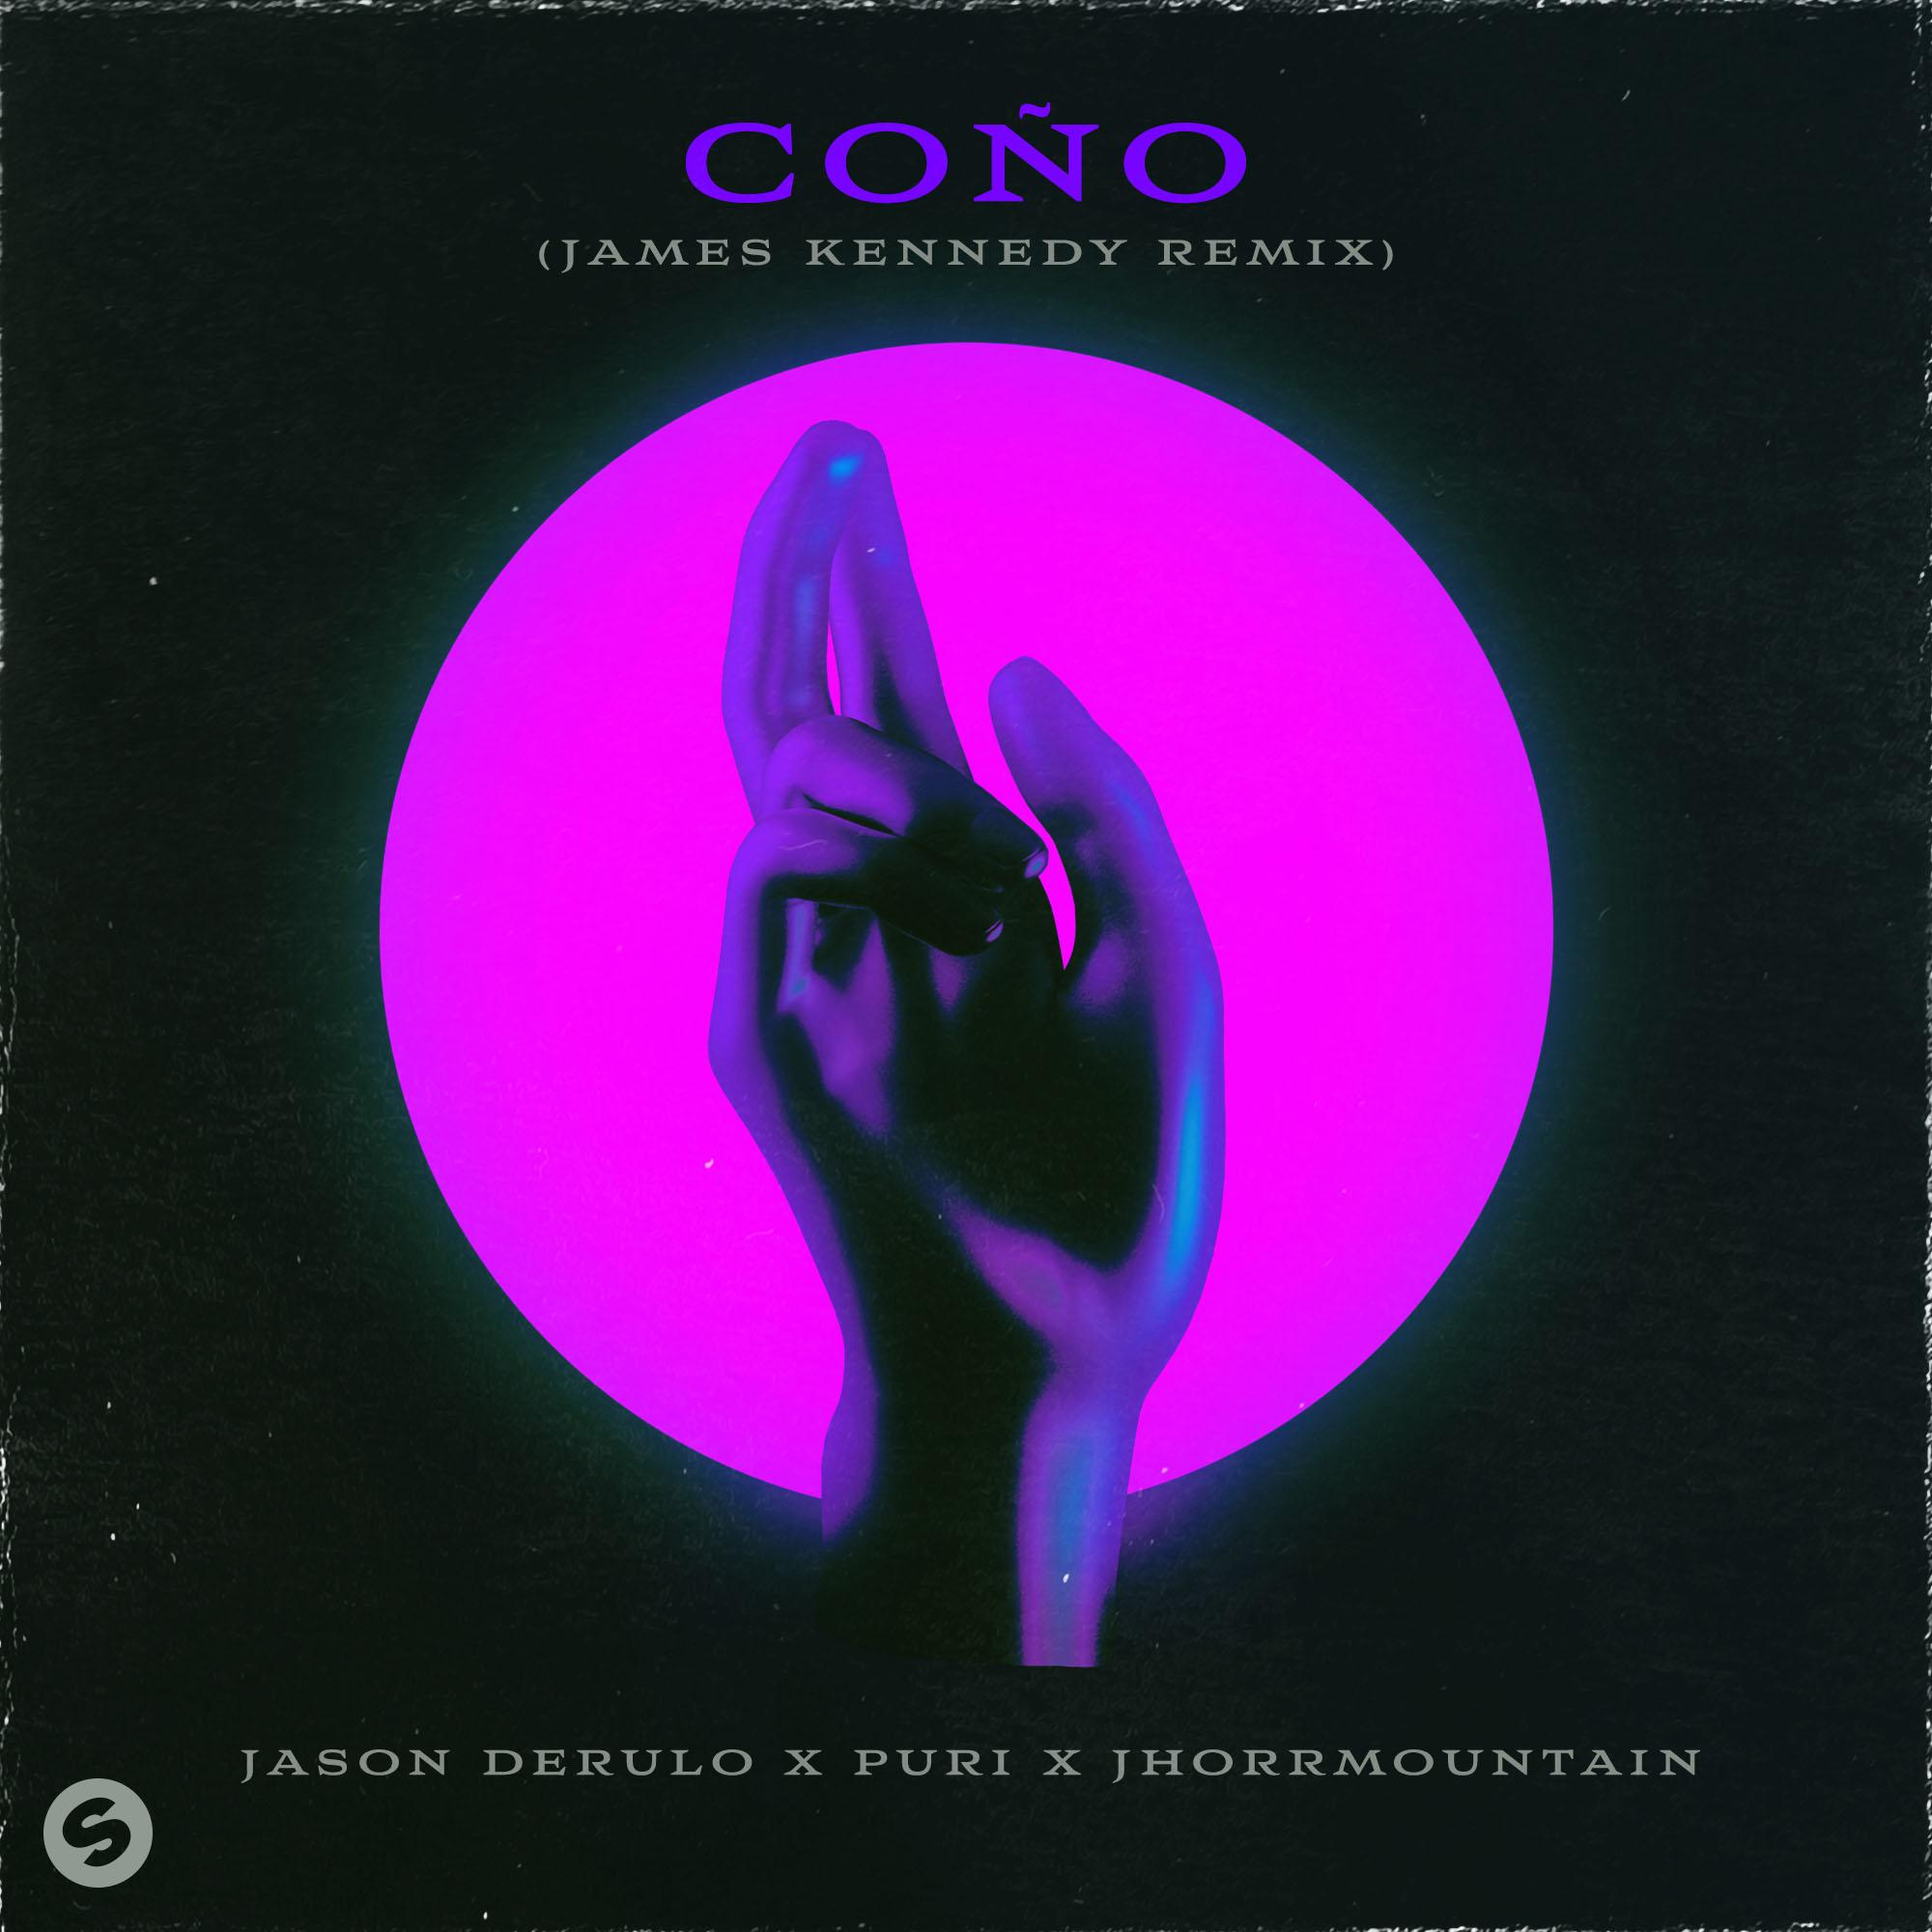 COÑO
(JAMES KENNEDY REMIX)
JASON DERULO X PURI X JHORRMOUNTAIN
S